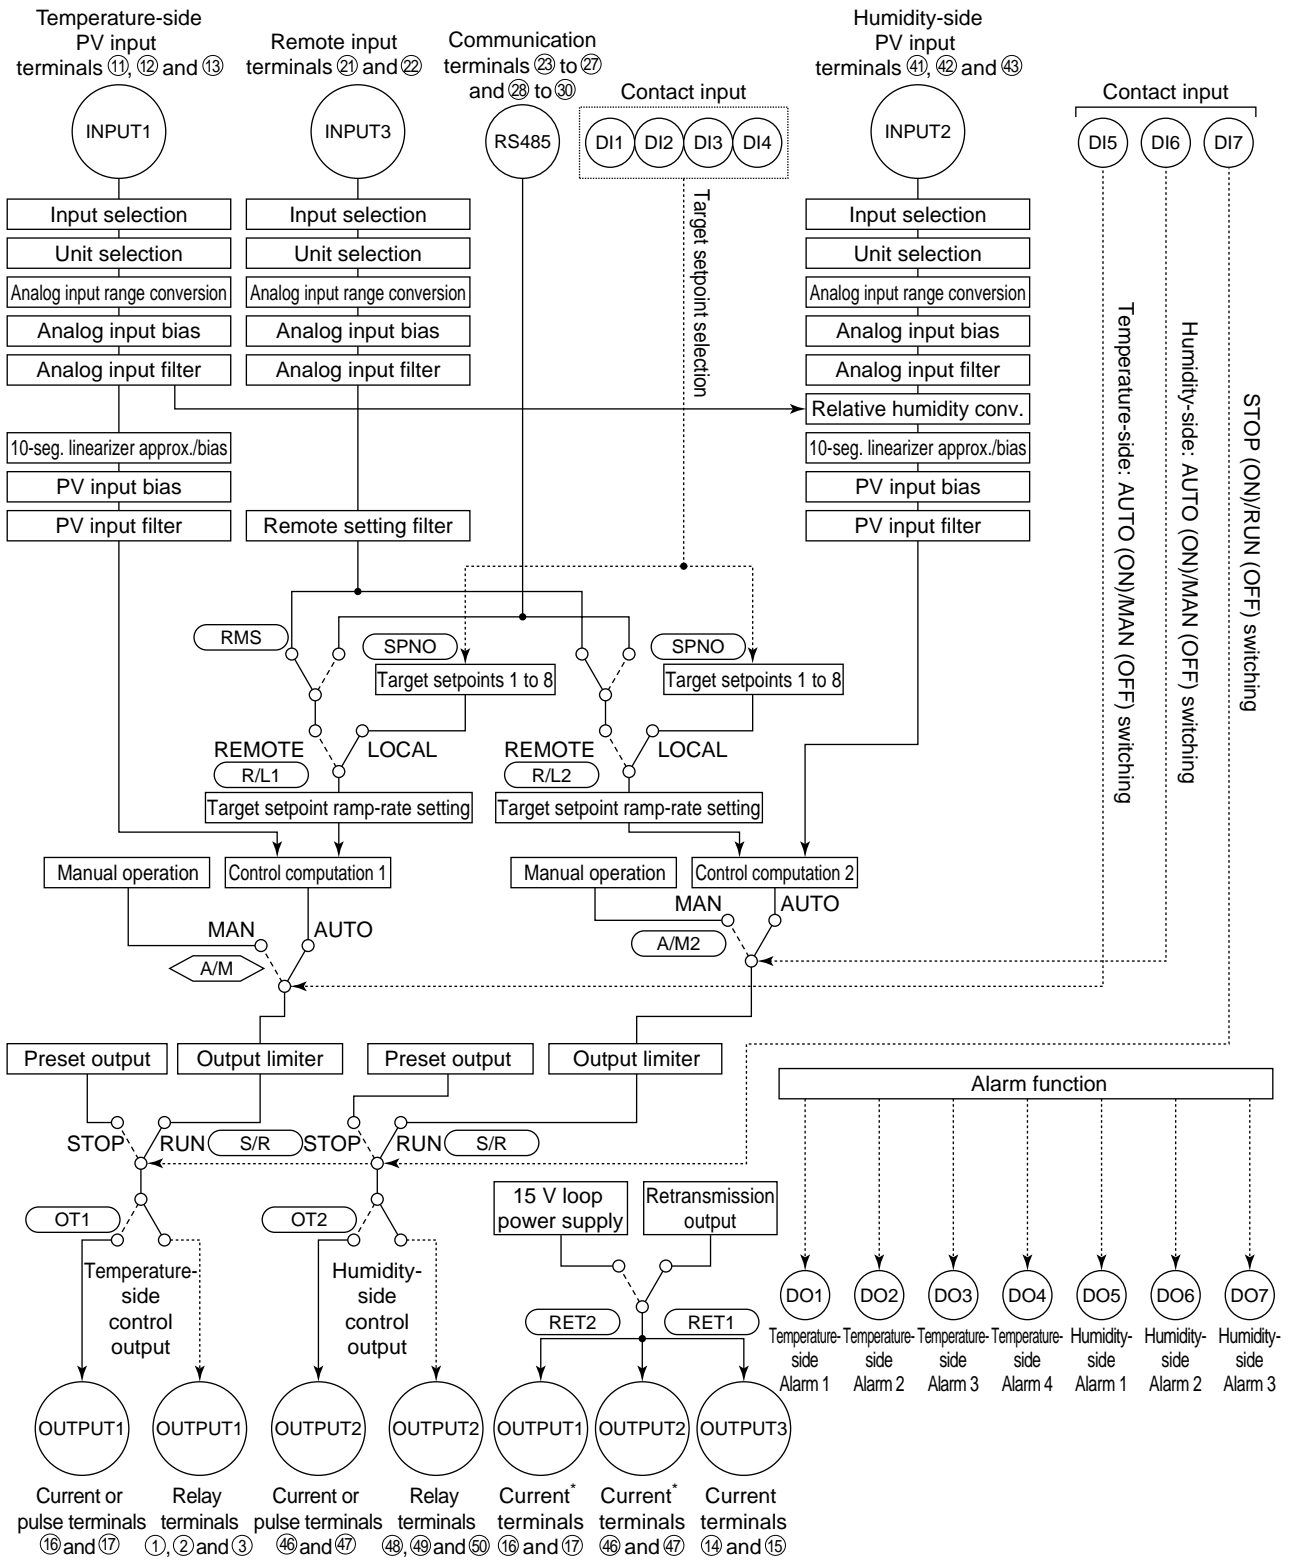 Temperature-side
PV input
terminals ⑪, ⑫ and ⑬
Remote input
terminals ㉑ and ㉒
Communication
terminals ㉓ to ㉗
and ㉘ to ㉚
Contact input
Humidity-side
PV input
terminals ㊶, ㊷ and ㊸
Contact input
INPUT1
INPUT3
RS485
DI1
DI2
DI3
DI4
INPUT2
DI5
DI6
DI7
Input selection
Unit selection
Analog input range conversion
Analog input bias
Analog input filter
10-seg. linearizer approx./bias
PV input bias
PV input filter
Input selection
Unit selection
Analog input range conversion
Analog input bias
Analog input filter
Remote setting filter
Target setpoint selection
Input selection
Unit selection
Analog input range conversion
Analog input bias
Analog input filter
Relative humidity conv.
10-seg. linearizer approx./bias
PV input bias
PV input filter
Temperature-side: AUTO (ON)/MAN (OFF) switching
Humidity-side: AUTO (ON)/MAN (OFF) switching
STOP (ON)/RUN (OFF) switching
RMS
SPNO
SPNO
Target setpoints 1 to 8
Target setpoints 1 to 8
REMOTE
LOCAL
REMOTE
LOCAL
R/L1
R/L2
Target setpoint ramp-rate setting
Target setpoint ramp-rate setting
Manual operation
Control computation 1
Manual operation
Control computation 2
MAN
AUTO
MAN
AUTO
A/M
A/M2
Preset output
Output limiter
Preset output
Output limiter
Alarm function
STOP
RUN
S/R
STOP
RUN
S/R
15 V loop
power supply
Retransmission
output
OT1
OT2
Temperature-
side
control
output
Humidity-
side
control
output
RET2
RET1
DO1
DO2
DO3
DO4
DO5
DO6
DO7
Temperature-
side
Alarm 1
Temperature-
side
Alarm 2
Temperature-
side
Alarm 3
Temperature-
side
Alarm 4
Humidity-
side
Alarm 1
Humidity-
side
Alarm 2
Humidity-
side
Alarm 3
OUTPUT1
OUTPUT1
OUTPUT2
OUTPUT2
OUTPUT1
OUTPUT2
OUTPUT3
Current or
pulse terminals
⑯ and ⑰
Relay
terminals
①, ② and ③
Current or
pulse terminals
㊻ and ㊼
Relay
terminals
㊽, ㊾ and ㊿
Current*
terminals
⑯ and ⑰
Current*
terminals
㊻ and ㊼
Current
terminals
⑭ and ⑮